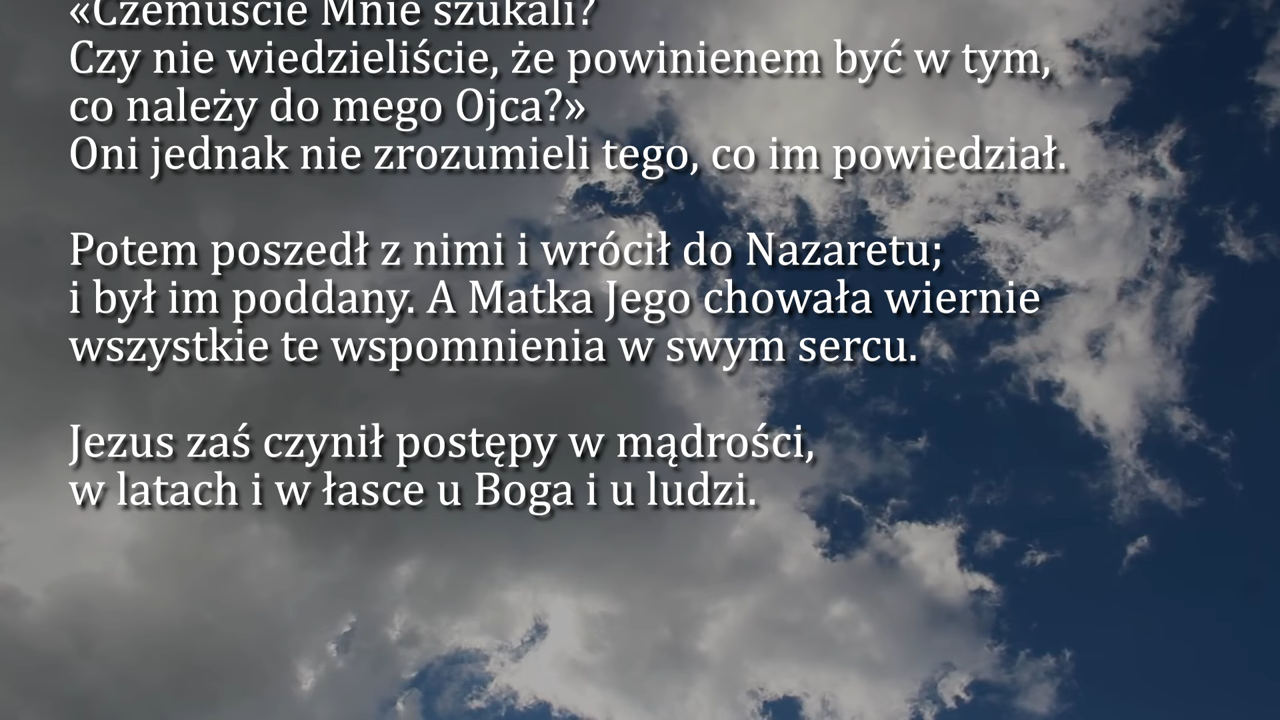 «Czemuście Mnie szukali?
Czy nie wiedzieliście, że powinienem być w tym,
co należy do mego Ojca?»
Oni jednak nie zrozumieli tego, co im powiedział.
Potem poszedł z nimi i wrócił do Nazaretu;
i był im poddany. A Matka Jego chowała wiernie
wszystkie te wspomnienia w swym sercu.
Jezus zaś czynił postępy w mądrości,
w latach i w łasce u Boga i u ludzi.